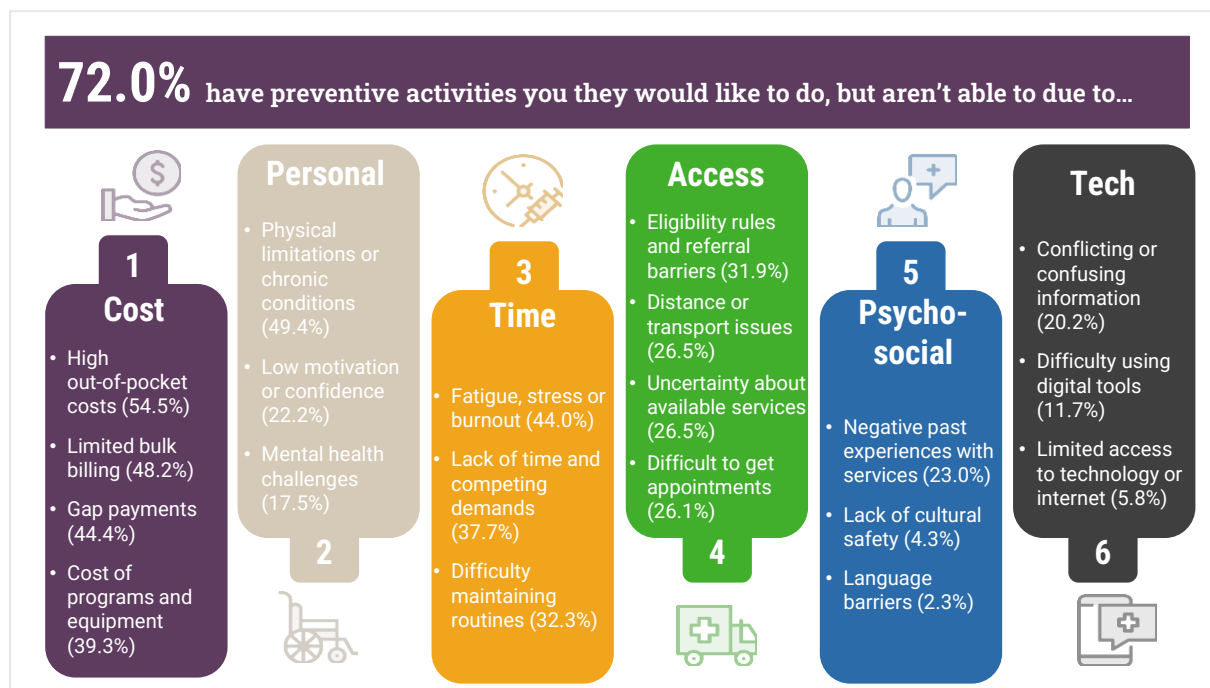 72.0% have preventive activities you they would like to do, but aren't able to due to...
1
Cost
• High
out-of-pocket
costs (54.5%)
• Limited bulk
billing (48.2%)
• Gap payments
(44.4%)
• Cost of
programs and
equipment
(39.3%)
Personal
• Physical
limitations or
chronic
conditions
(49.4%)
• Low motivation
or confidence
(22.2%)
• Mental health
challenges
(17.5%)
2
3
Time
• Fatigue, stress or
burnout (44.0%)
• Lack of time and
competing
demands
(37.7%)
• Difficulty
maintaining
routines (32.3%)
Access
• Eligibility rules
and referral
barriers (31.9%)
• Distance or
transport issues
(26.5%)
• Uncertainty about
available services
(26.5%)
• Difficult to get
appointments
(26.1%)
4
5
Psycho-
social
• Negative past
experiences with
services (23.0%)
• Lack of cultural
safety (4.3%)
• Language
barriers (2.3%)
Tech
• Conflicting or
confusing
information
(20.2%)
• Difficulty using
digital tools
(11.7%)
• Limited access
to technology or
internet (5.8%)
6